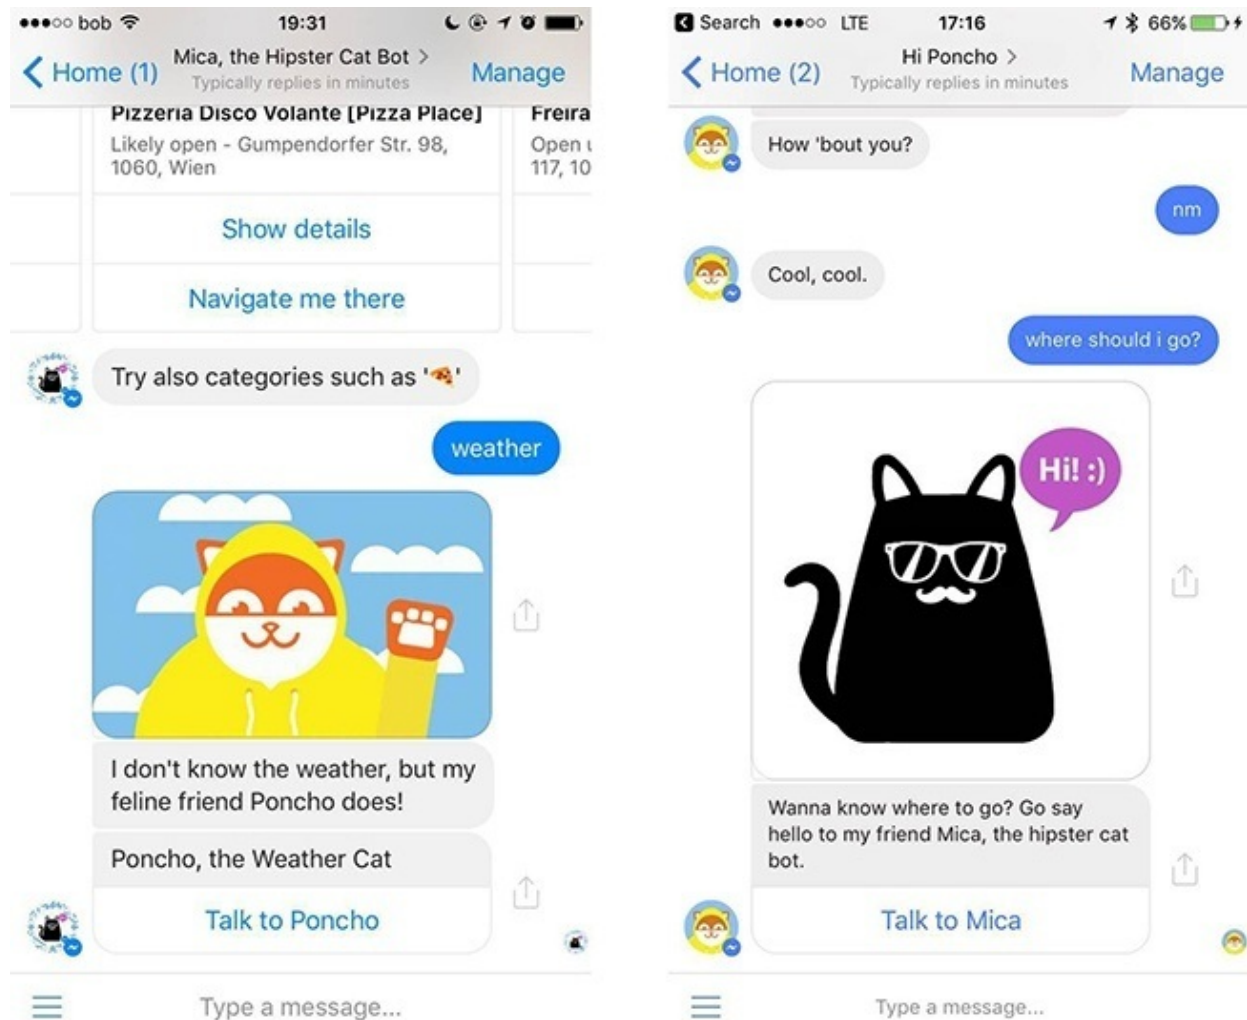 bob
19:31
Home (1)
Mica, the Hipster Cat Bot >
Typically replies in minutes
Manage
Pizzeria Disco Volante [Pizza Place]
Likely open - Gumpendorfer Str. 98,
1060, Wien
Show details
Navigate me there
Freira
Open
117, 10
Try also categories such as '🍕'
weather
I don't know the weather, but my
feline friend Poncho does!
Poncho, the Weather Cat
Talk to Poncho
Type a message...
Search
LTE
17:16
66%
Home (2)
Hi Poncho >
Typically replies in minutes
Manage
How 'bout you?
nm
Cool, cool.
where should i go?
Hi! :)
Wanna know where to go? Go say
hello to my friend Mica, the hipster cat
bot.
Talk to Mica
Type a message...